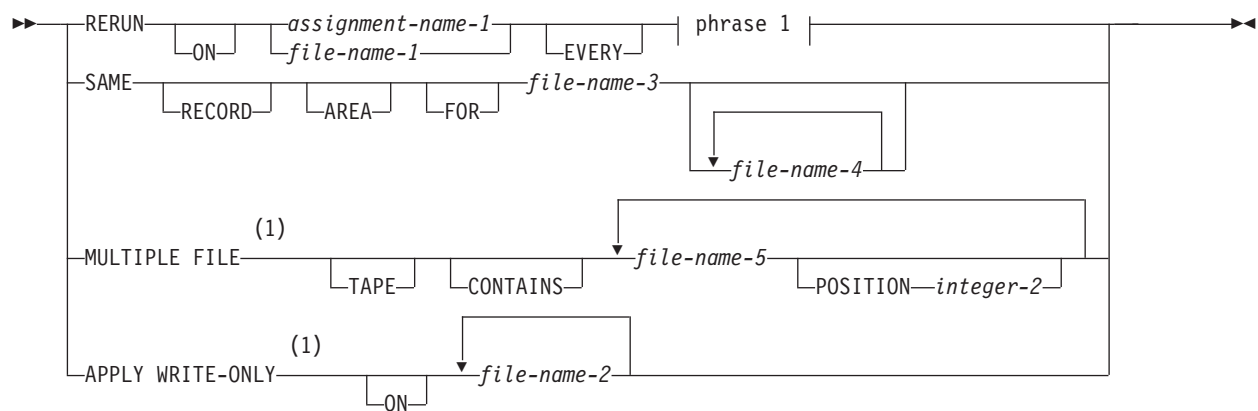 RERUN ON assignment-name-1 EVERY phrase 1
file-name-1
SAME RECORD AREA FOR file-name-3
file-name-4
MULTIPLE FILE (1) TAPE CONTAINS file-name-5 POSITION integer-2
APPLY WRITE-ONLY (1) ON file-name-2